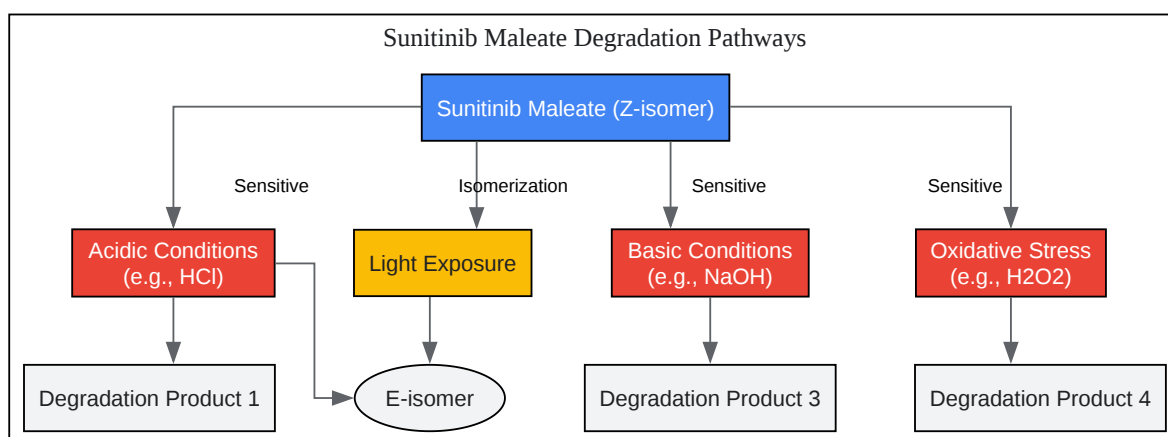 Sunitinib Maleate Degradation Pathways
Sunitinib Maleate (Z-isomer)
Sensitive
Isomerization
Sensitive
Sensitive
Acidic Conditions
(e.g., HCl)
Light Exposure
Basic Conditions
(e.g., NaOH)
Oxidative Stress
(e.g., H2O2)
Degradation Product 1
E-isomer
Degradation Product 3
Degradation Product 4